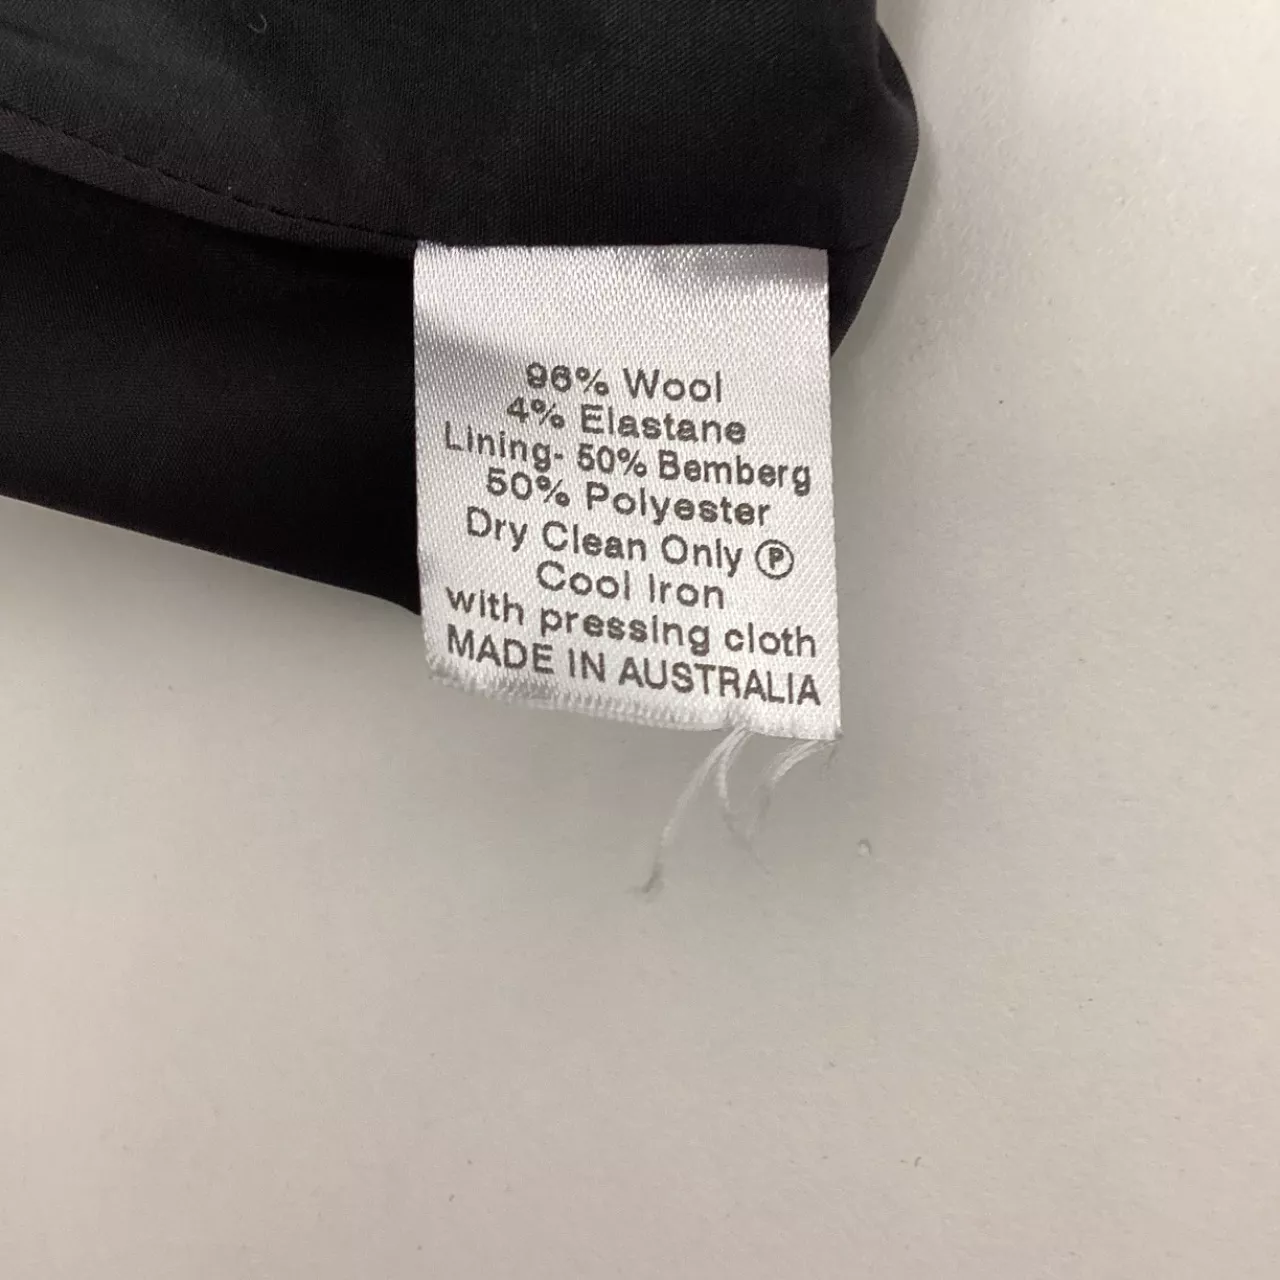 96% Wool
4% Elastane
Lining- 50% Bemberg
50% Polyester
Dry Clean Only Ⓟ
Cool Iron
with pressing cloth
MADE IN AUSTRALIA